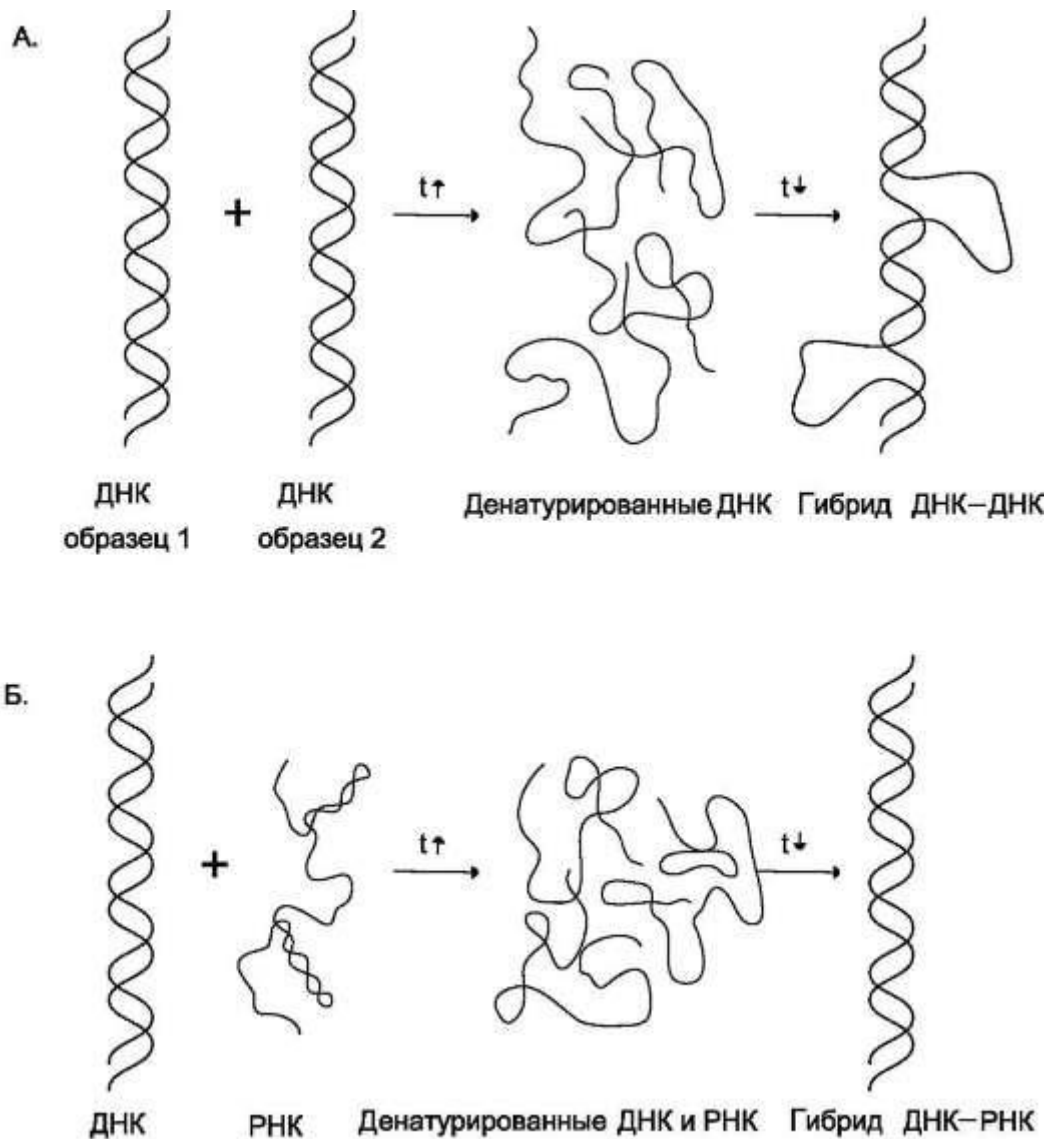 А.
+
t↑
t↓
ДНК
образец 1
ДНК
образец 2
Денатурированные ДНК
Гибрид ДНК–ДНК
Б.
+
t↑
t↓
ДНК
РНК
Денатурированные ДНК и РНК
Гибрид ДНК–РНК